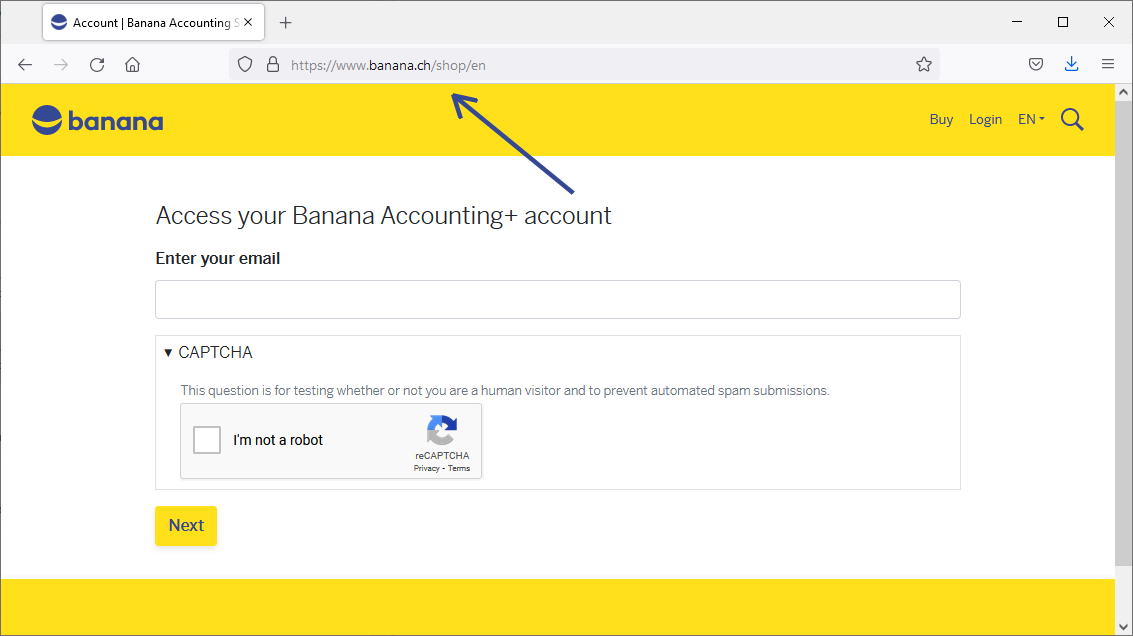 Account | Banana Accounting S
https://www.banana.ch/shop/en
banana
Buy Login EN
Access your Banana Accounting+ account
Enter your email
CAPTCHA
This question is for testing whether or not you are a human visitor and to prevent automated spam submissions.
I'm not a robot
reCAPTCHA
Privacy - Terms
Next